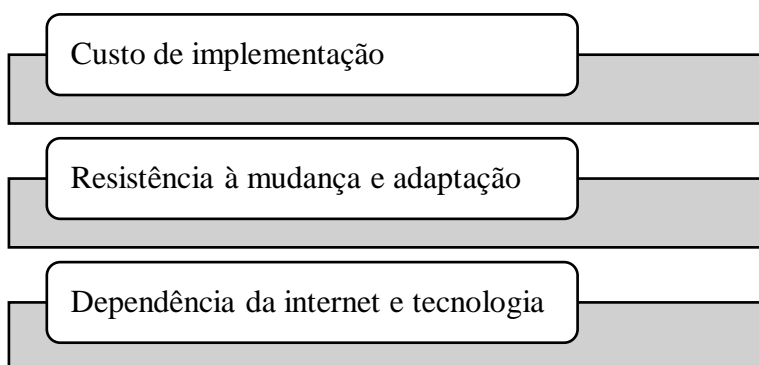 Custo de implementação
Resistência à mudança e adaptação
Dependência da internet e tecnologia